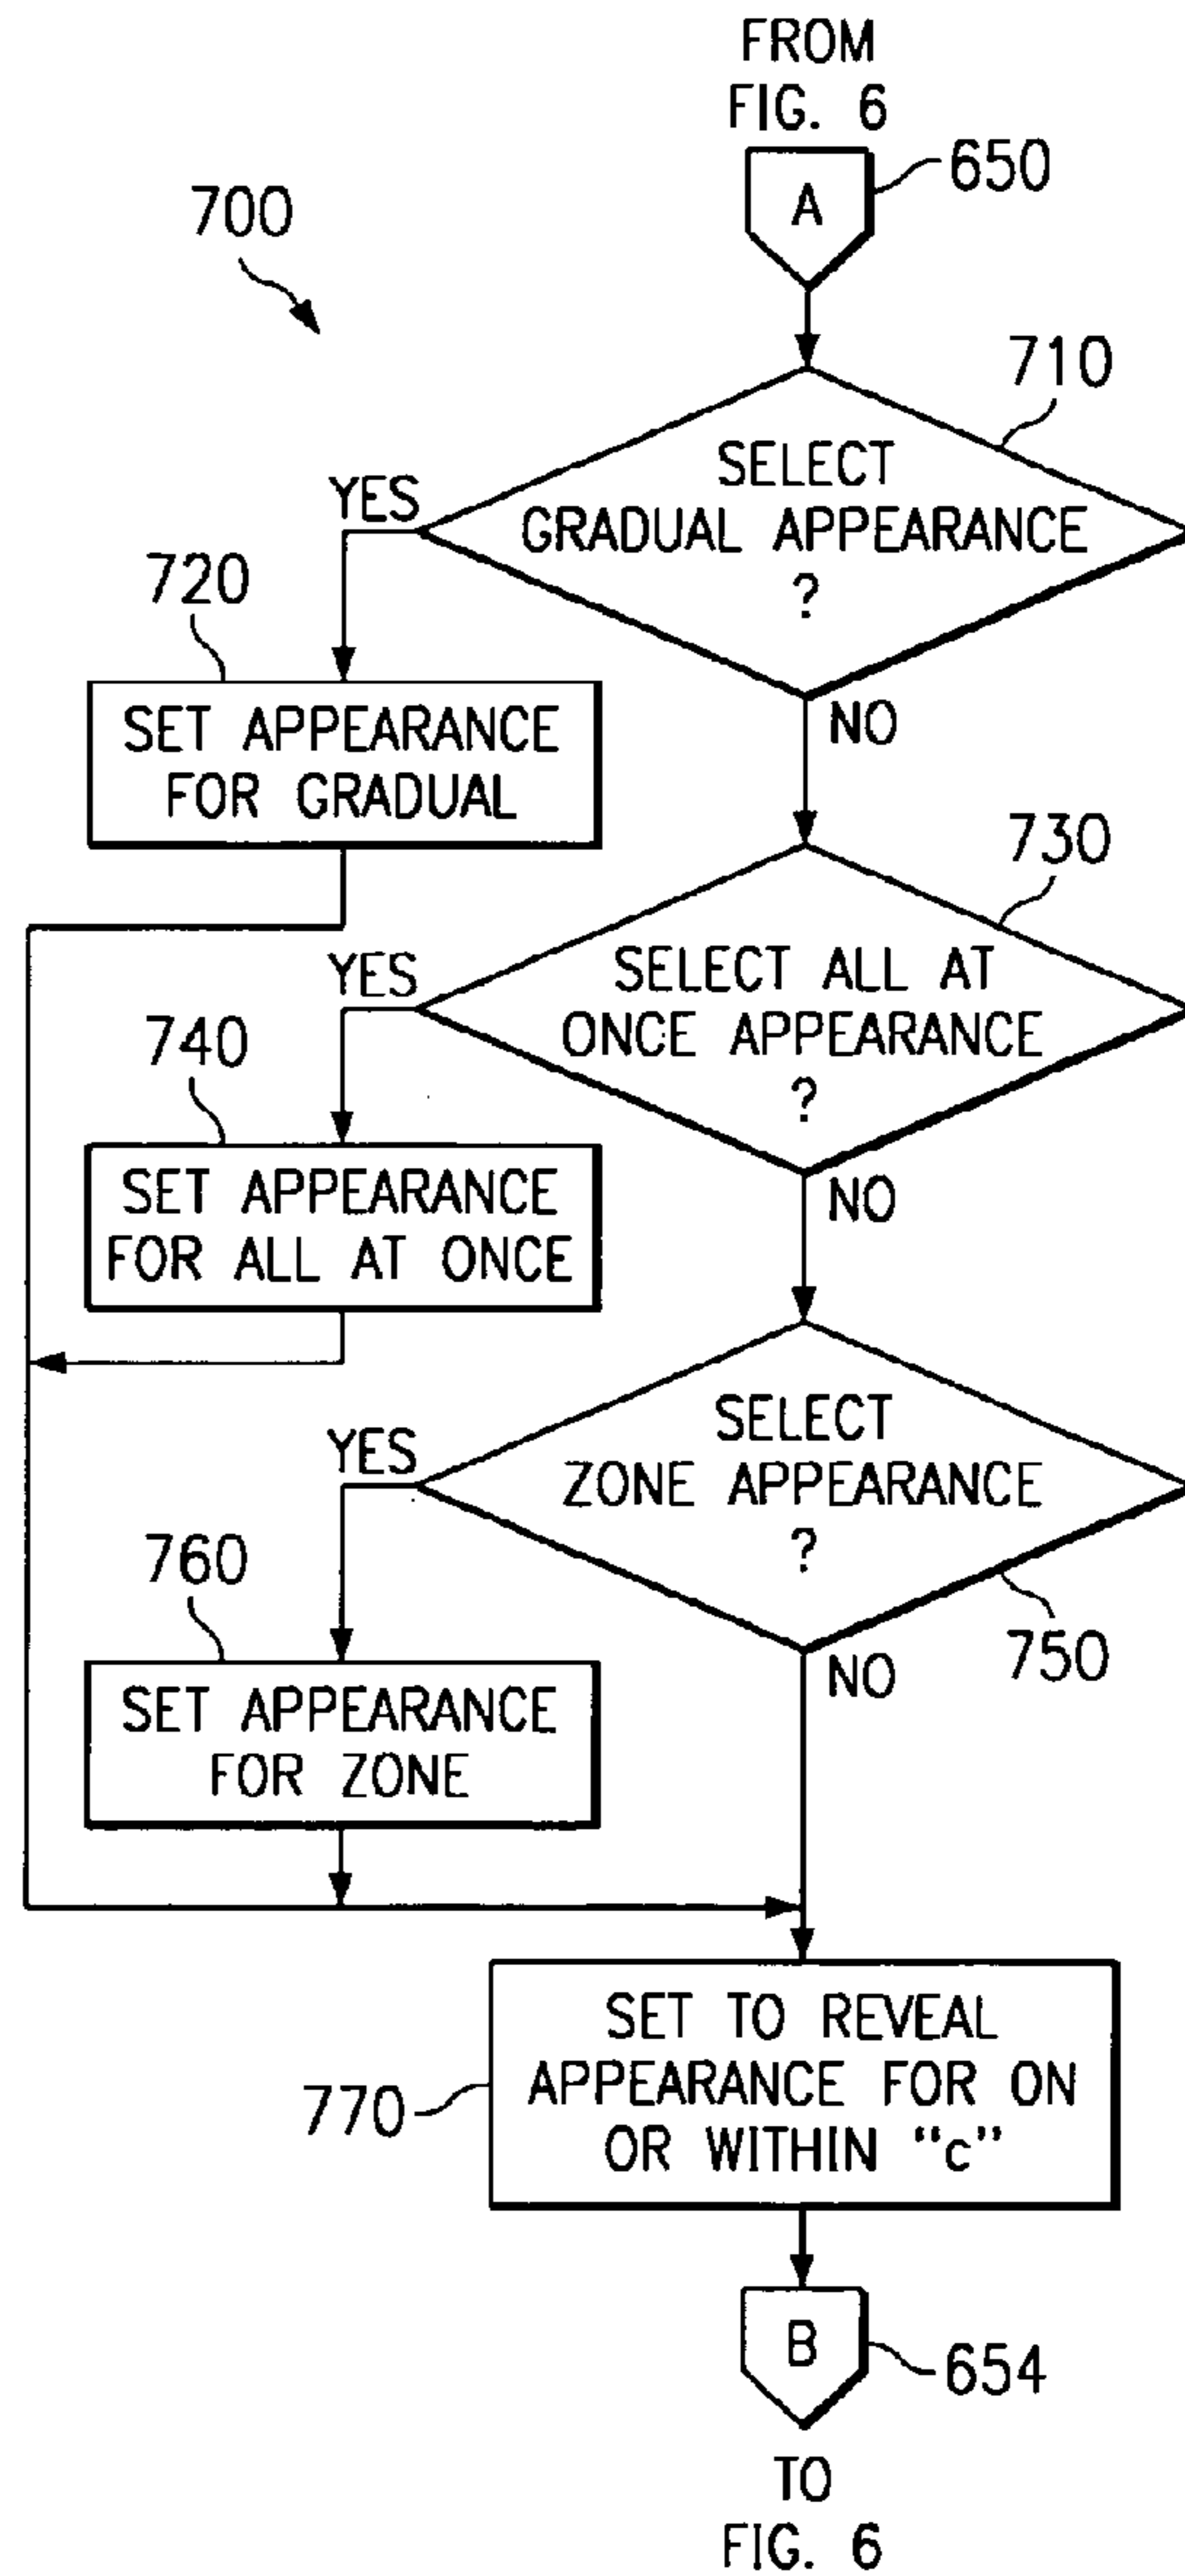 FROM
FIG. 6
A
650
700
710
SELECT
GRADUAL APPEARANCE
?
YES
NO
720
SET APPEARANCE
FOR GRADUAL
730
SELECT ALL AT
ONCE APPEARANCE
?
YES
NO
740
SET APPEARANCE
FOR ALL AT ONCE
SELECT
ZONE APPEARANCE
?
YES
NO
750
760
SET APPEARANCE
FOR ZONE
SET TO REVEAL
APPEARANCE FOR ON
OR WITHIN "c"
770
B
654
TO
FIG. 6